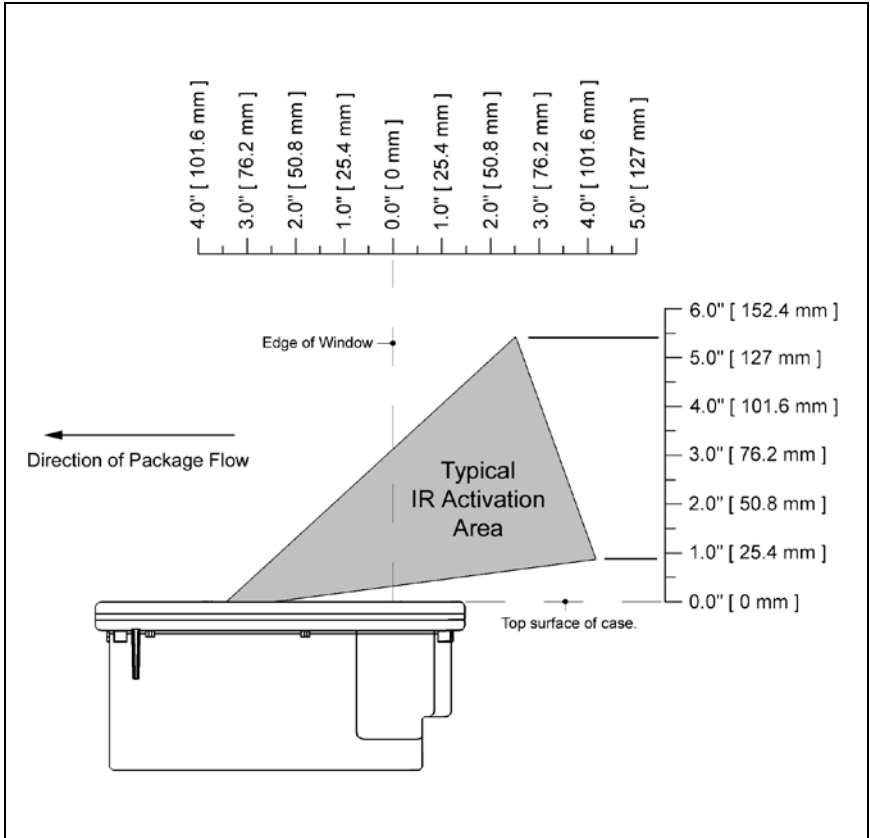 4.0" [ 101.6 mm ]
3.0" [ 76.2 mm ]
2.0" [ 50.8 mm ]
1.0" [ 25.4 mm ]
0.0" [ 0 mm ]
1.0" [ 25.4 mm ]
2.0" [ 50.8 mm ]
3.0" [ 76.2 mm ]
4.0" [ 101.6 mm ]
5.0" [ 127 mm ]
6.0" [ 152.4 mm ]
Edge of Window
5.0" [ 127 mm ]
4.0" [ 101.6 mm ]
Direction of Package Flow
3.0" [ 76.2 mm ]
Typical
IR Activation
Area
2.0" [ 50.8 mm ]
1.0" [ 25.4 mm ]
0.0" [ 0 mm ]
Top surface of case.